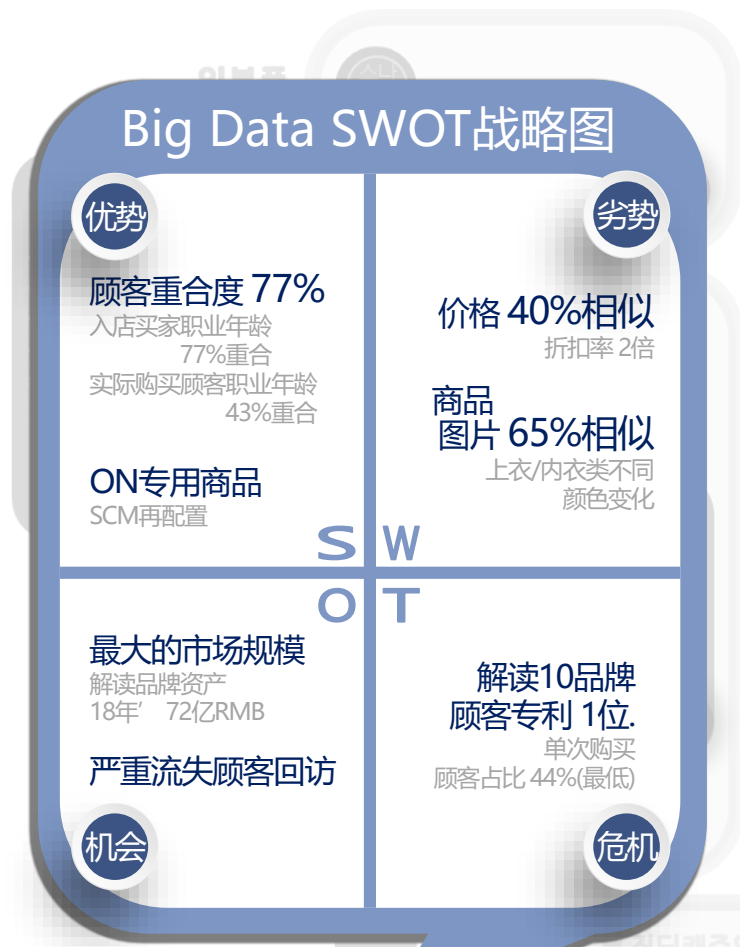 Big Data SWOT战略图
优势
顾客重合度 77%
入店买家职业年龄
77%重合
实际购买顾客职业年龄
43%重合
ON专用商品
SCM再配置
劣势
价格 40%相似
折扣率 2倍
商品
图片 65%相似
上衣/内衣类不同
颜色变化
S W
O T
最大的市场规模
解读品牌资产
18年’ 72亿RMB
严重流失顾客回访
机会
解读10品牌
顾客专利 1位.
单次购买
顾客占比 44%(最低)
危机